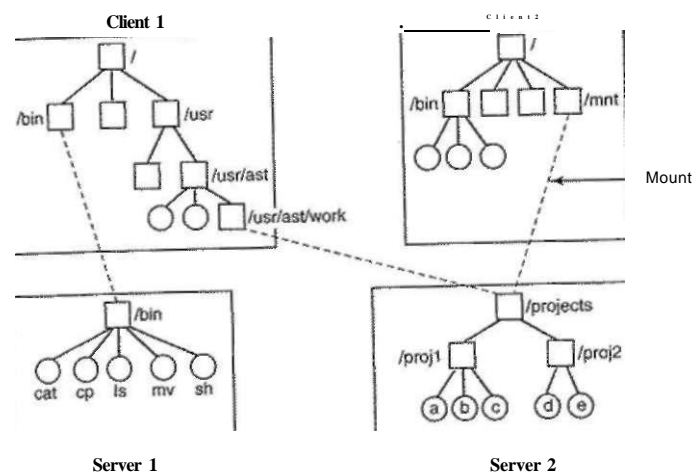 Client 1
Client 2
/
/
/bin
/usr
/bin
/mnt
/usr/ast
Mount
/usr/ast/work
/bin
/projects
/proj1
/proj2
cat
cp
ls
mv
sh
a
b
c
d
e
Server 1
Server 2